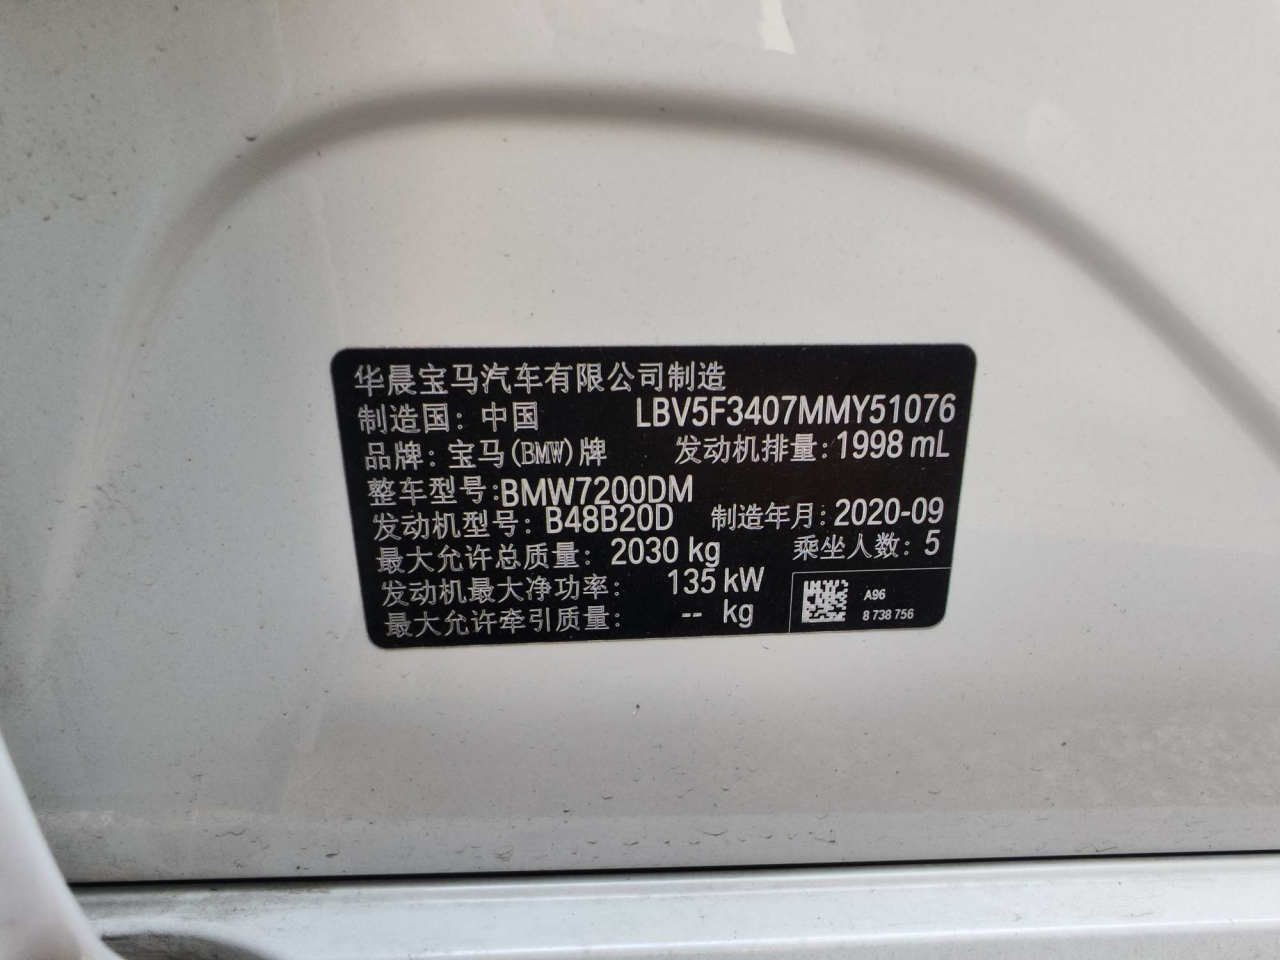 华晨宝马汽车有限公司制造
制造国: 中国 LBV5F3407MMY51076
品牌: 宝马(BMW)牌 发动机排量: 1998 mL
整车型号: BMW7200DM
发动机型号: B48B20D 制造年月: 2020-09
最大允许总质量: 2030 kg 乘坐人数: 5
发动机最大净功率: 135 kW
最大允许牵引质量: -- kg
A96
8 738 756